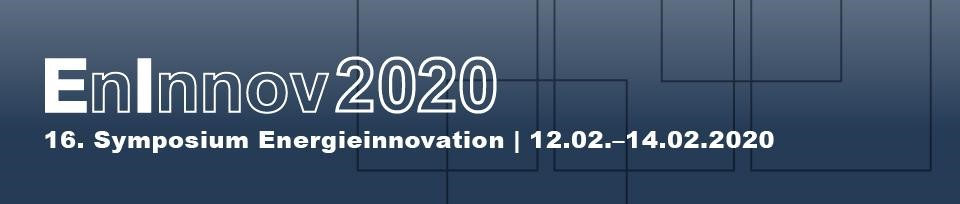 EnInnov2020
16. Symposium Energieinnovation | 12.02.–14.02.2020